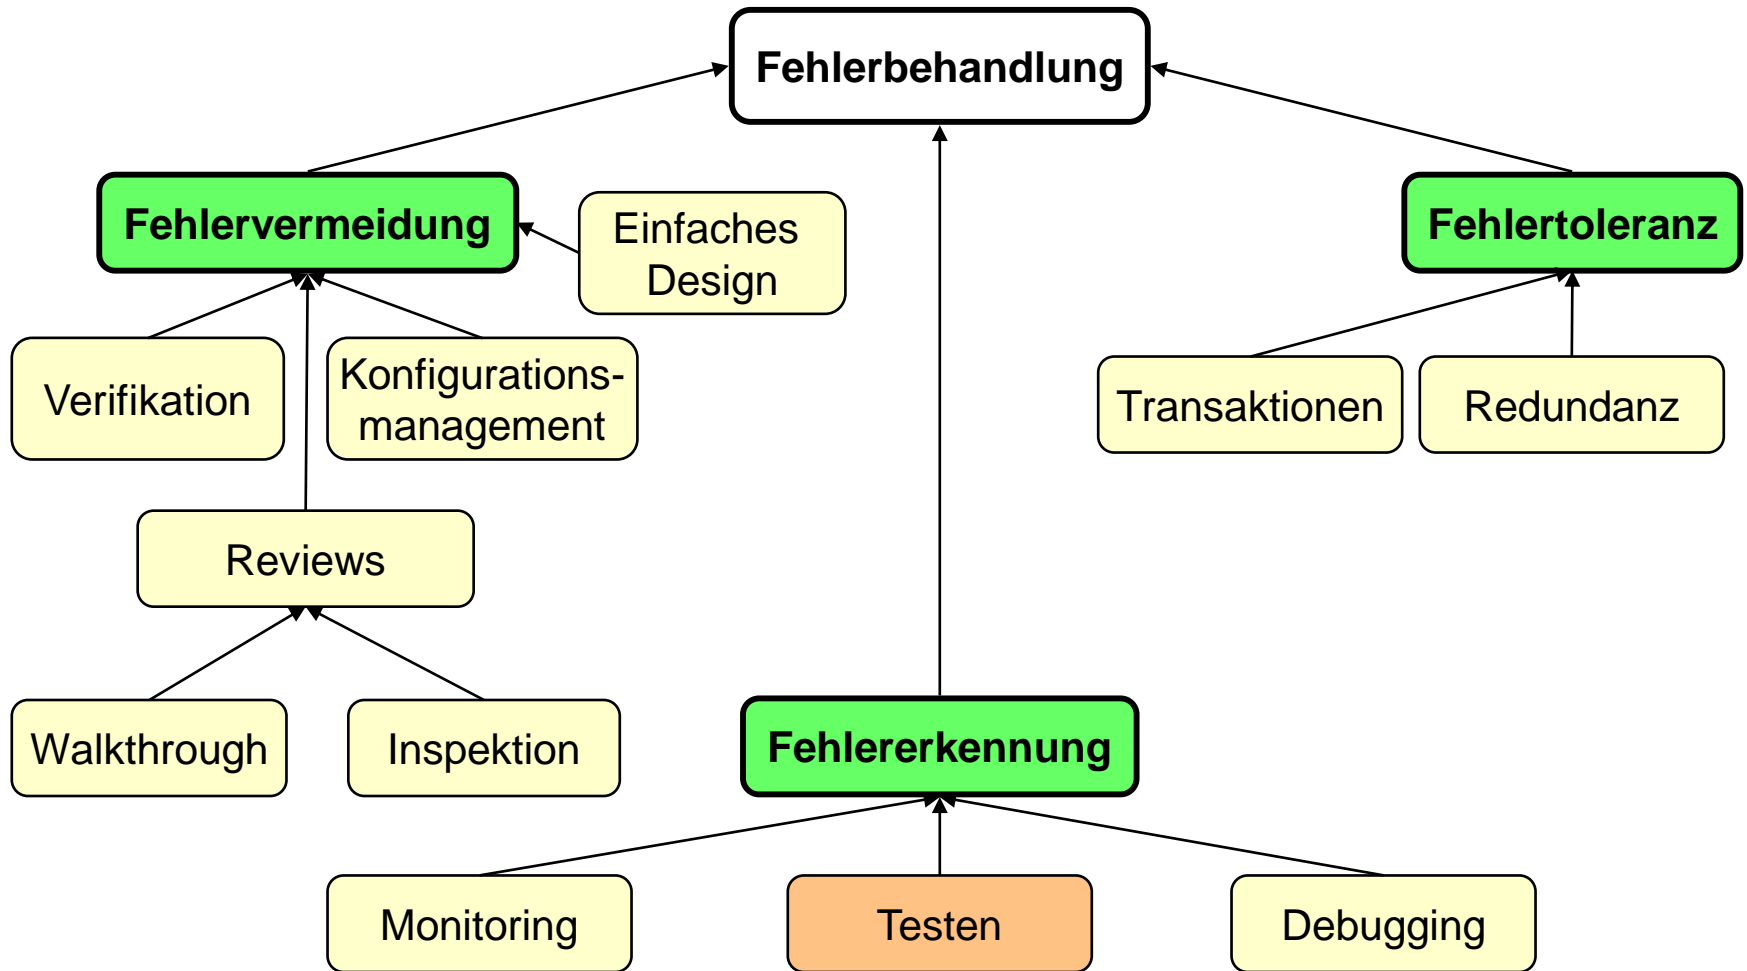 Fehlerbehandlung
Fehlervermeidung
Einfaches
Design
Fehlertoleranz
Verifikation
Konfigurations-
management
Transaktionen
Redundanz
Reviews
Walkthrough
Inspektion
Fehlererkennung
Monitoring
Testen
Debugging